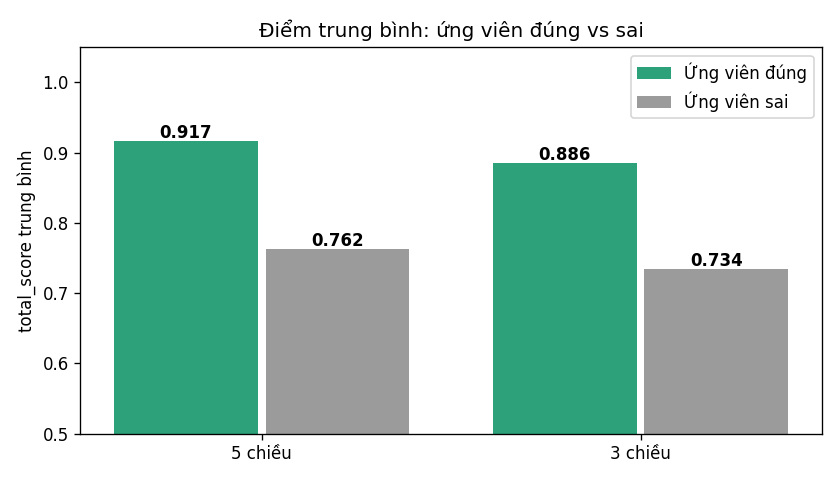 Điểm trung bình: ứng viên đúng vs sai
Ứng viên đúng
Ứng viên sai
total_score trung bình
1.0
0.9
0.8
0.7
0.6
0.5
0.917
0.762
0.886
0.734
5 chiều
3 chiều